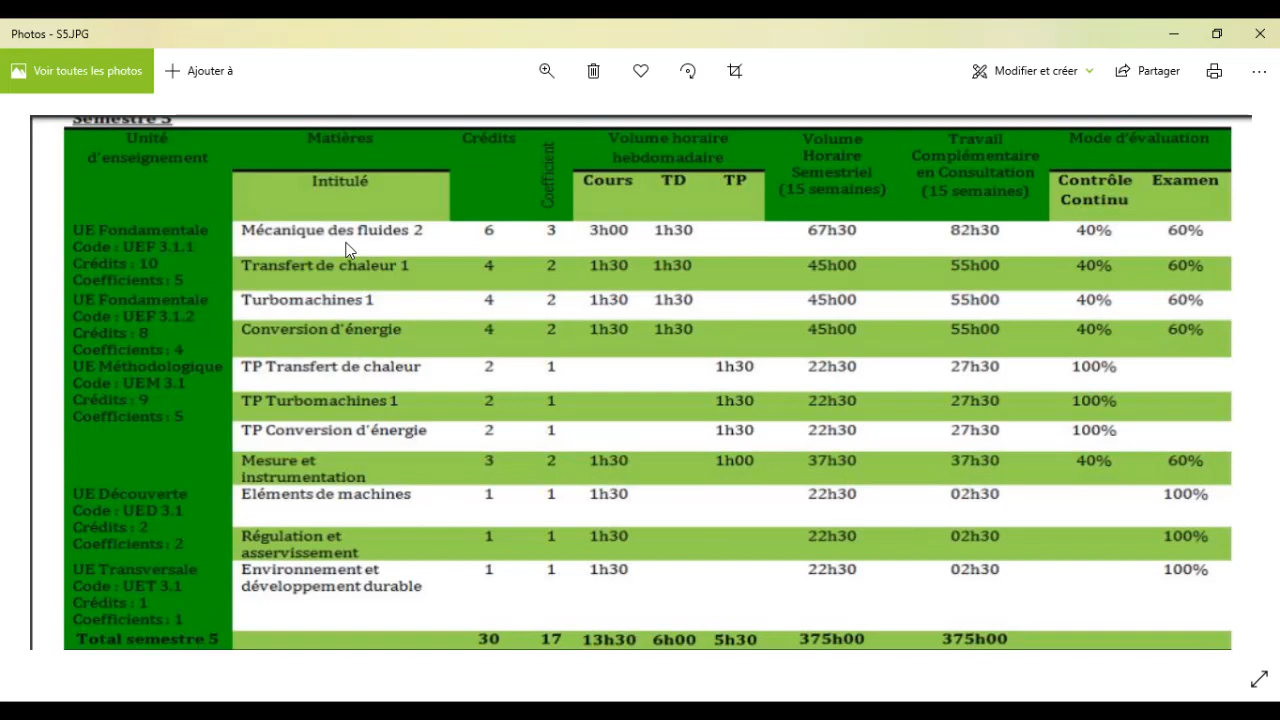 Photos - S5.JPG
Voir toutes les photos
Ajouter à
Modifier et créer
Partager
Semestre 5
Unité d'enseignement Matières Crédits Coefficient Volume horaire hebdomadaire Volume Horaire Semestriel (15 semaines) Travail Complémentaire en Consultation (15 semaines) Mode d'évaluation
Intitulé Cours TD TP Contrôle Continu Examen
UE Fondamentale
Code : UEF 3.1.1
Crédits : 10
Coefficients : 5
Mécanique des fluides 2 6 3 3h00 1h30 67h30 82h30 40% 60%
Transfert de chaleur 1 4 2 1h30 1h30 45h00 55h00 40% 60%
UE Fondamentale
Code : UEF 3.1.2
Crédits : 8
Coefficients : 4
Turbomachines 1 4 2 1h30 1h30 45h00 55h00 40% 60%
Conversion d'énergie 4 2 1h30 1h30 45h00 55h00 40% 60%
UE Méthodologique
Code : UEM 3.1
Crédits : 9
Coefficients : 5
TP Transfert de chaleur 2 1 1h30 22h30 27h30 100%
TP Turbomachines 1 2 1 1h30 22h30 27h30 100%
TP Conversion d'énergie 2 1 1h30 22h30 27h30 100%
Mesure et
instrumentation 3 2 1h30 1h00 37h30 37h30 40% 60%
UE Découverte
Code : UED 3.1
Crédits : 2
Coefficients : 2
Eléments de machines 1 1 1h30 22h30 02h30 100%
Régulation et
asservissement 1 1 1h30 22h30 02h30 100%
UE Transversale
Code : UET 3.1
Crédits : 1
Coefficients : 1
Environnement et
développement durable 1 1 1h30 22h30 02h30 100%
Total semestre 5 30 17 13h30 6h00 5h30 375h00 375h00